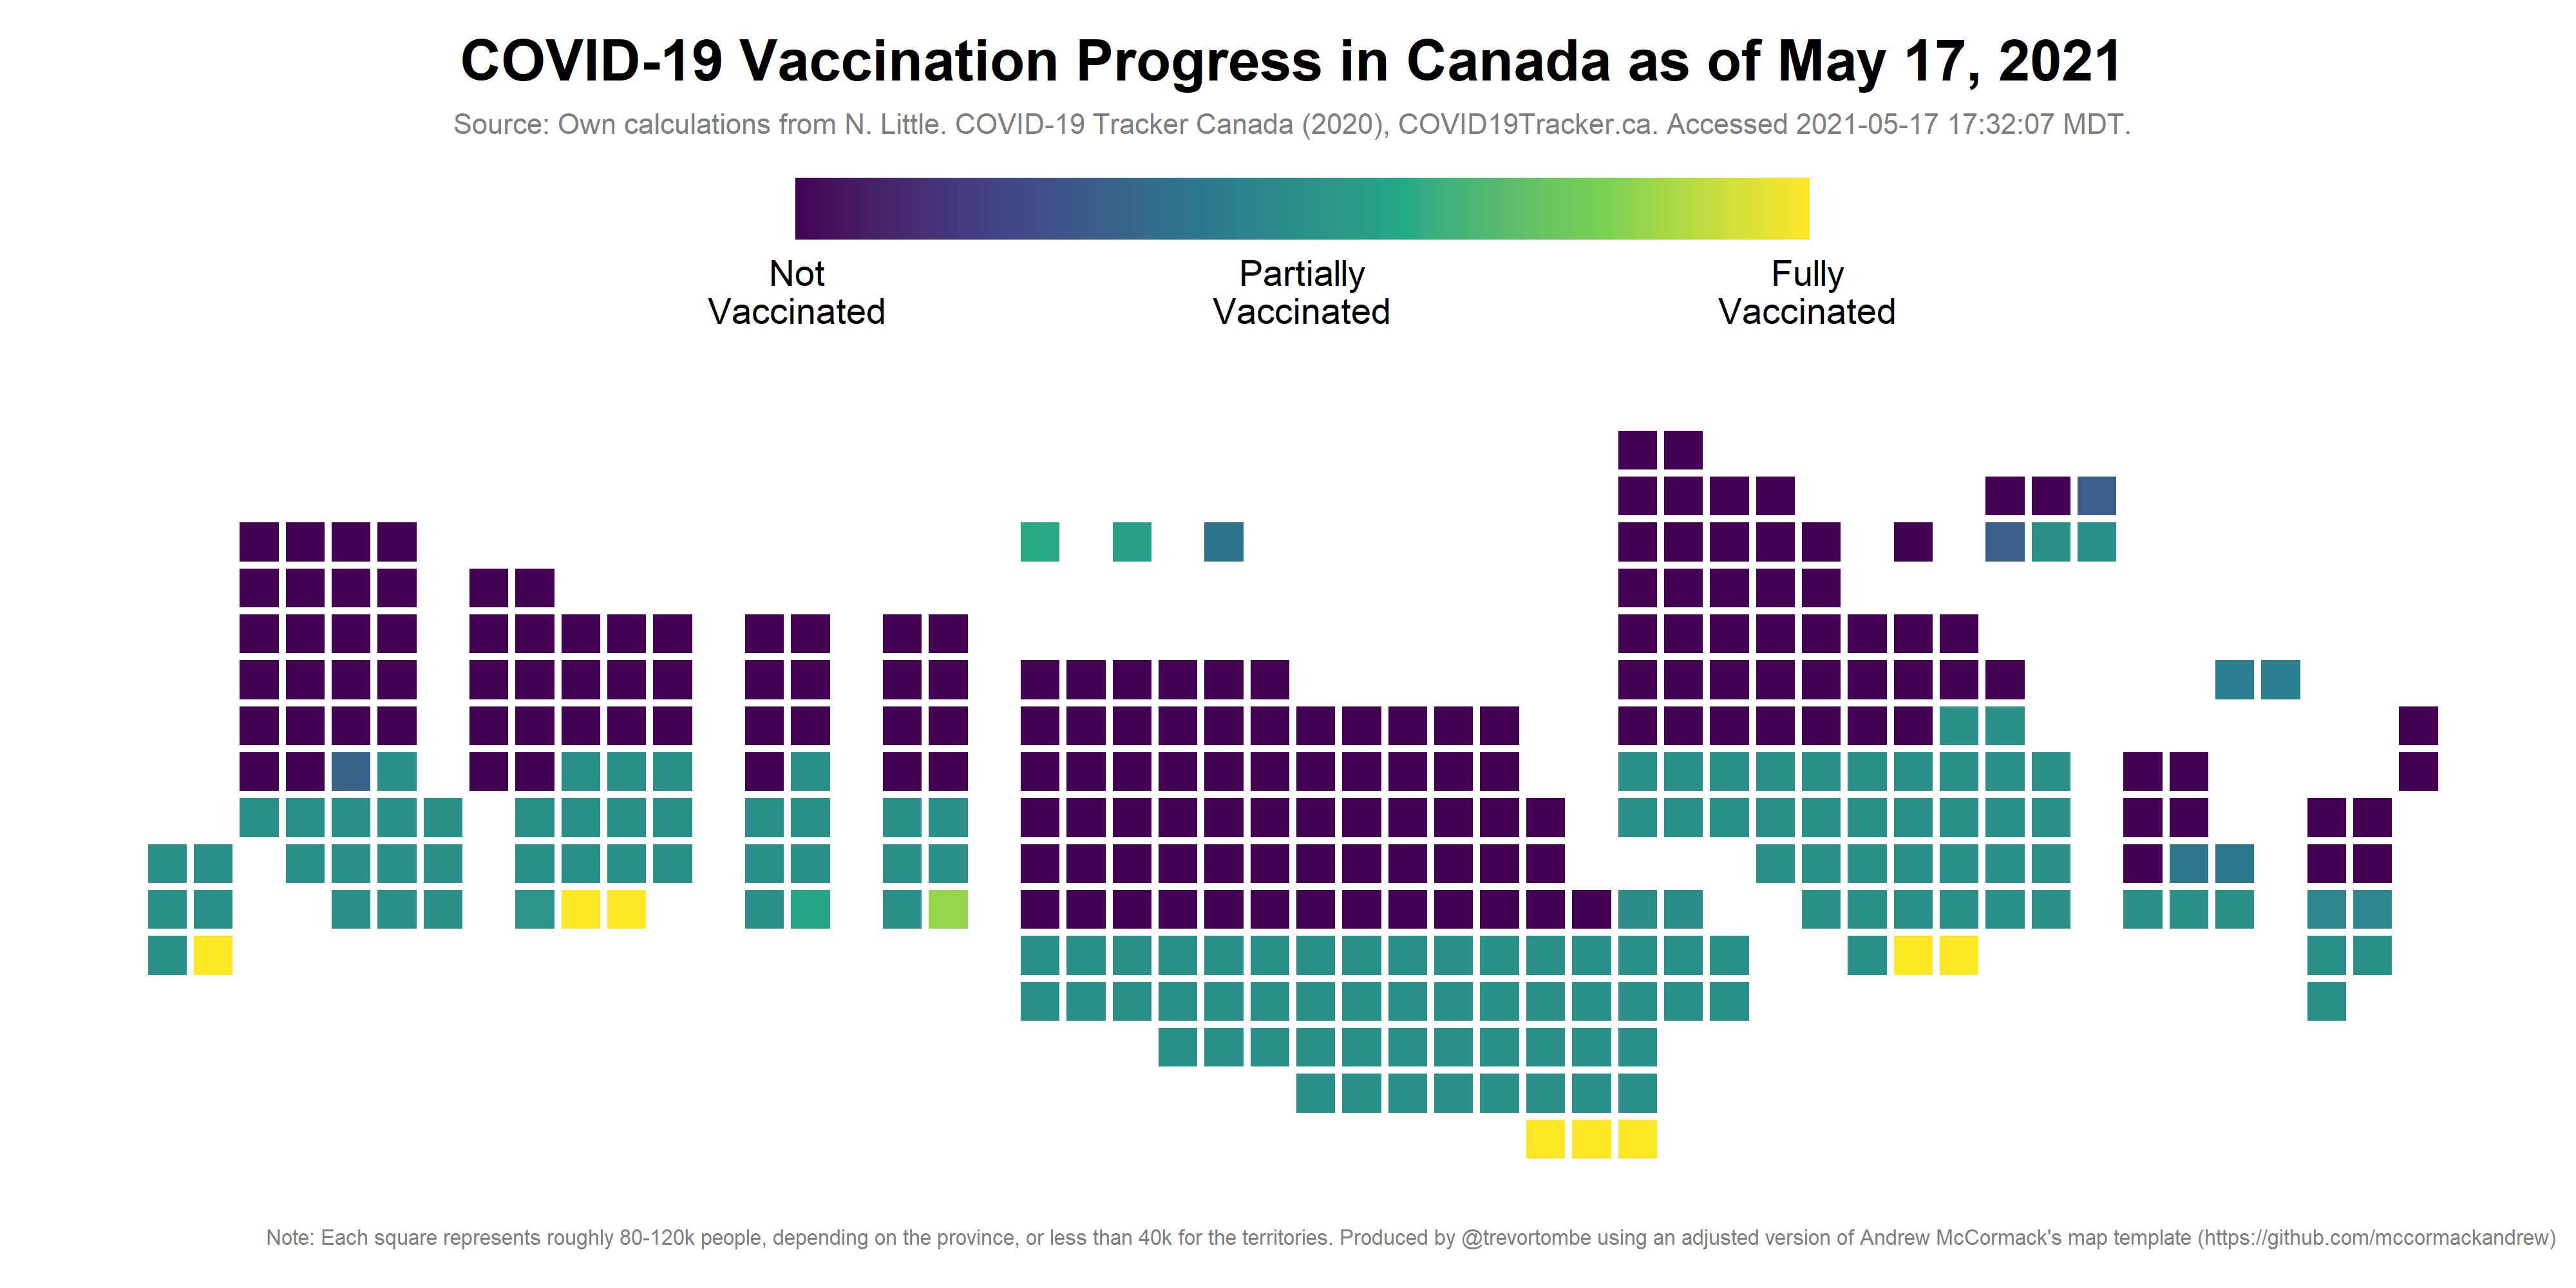 COVID-19 Vaccination Progress in Canada as of May 17, 2021
Source: Own calculations from N. Little. COVID-19 Tracker Canada (2020), COVID19Tracker.ca. Accessed 2021-05-17 17:32:07 MDT.
Not
Vaccinated
Partially
Vaccinated
Fully
Vaccinated
Note: Each square represents roughly 80-120k people, depending on the province, or less than 40k for the territories. Produced by @trevortombe using an adjusted version of Andrew McCormack's map template (https://github.com/mccormackandrew)